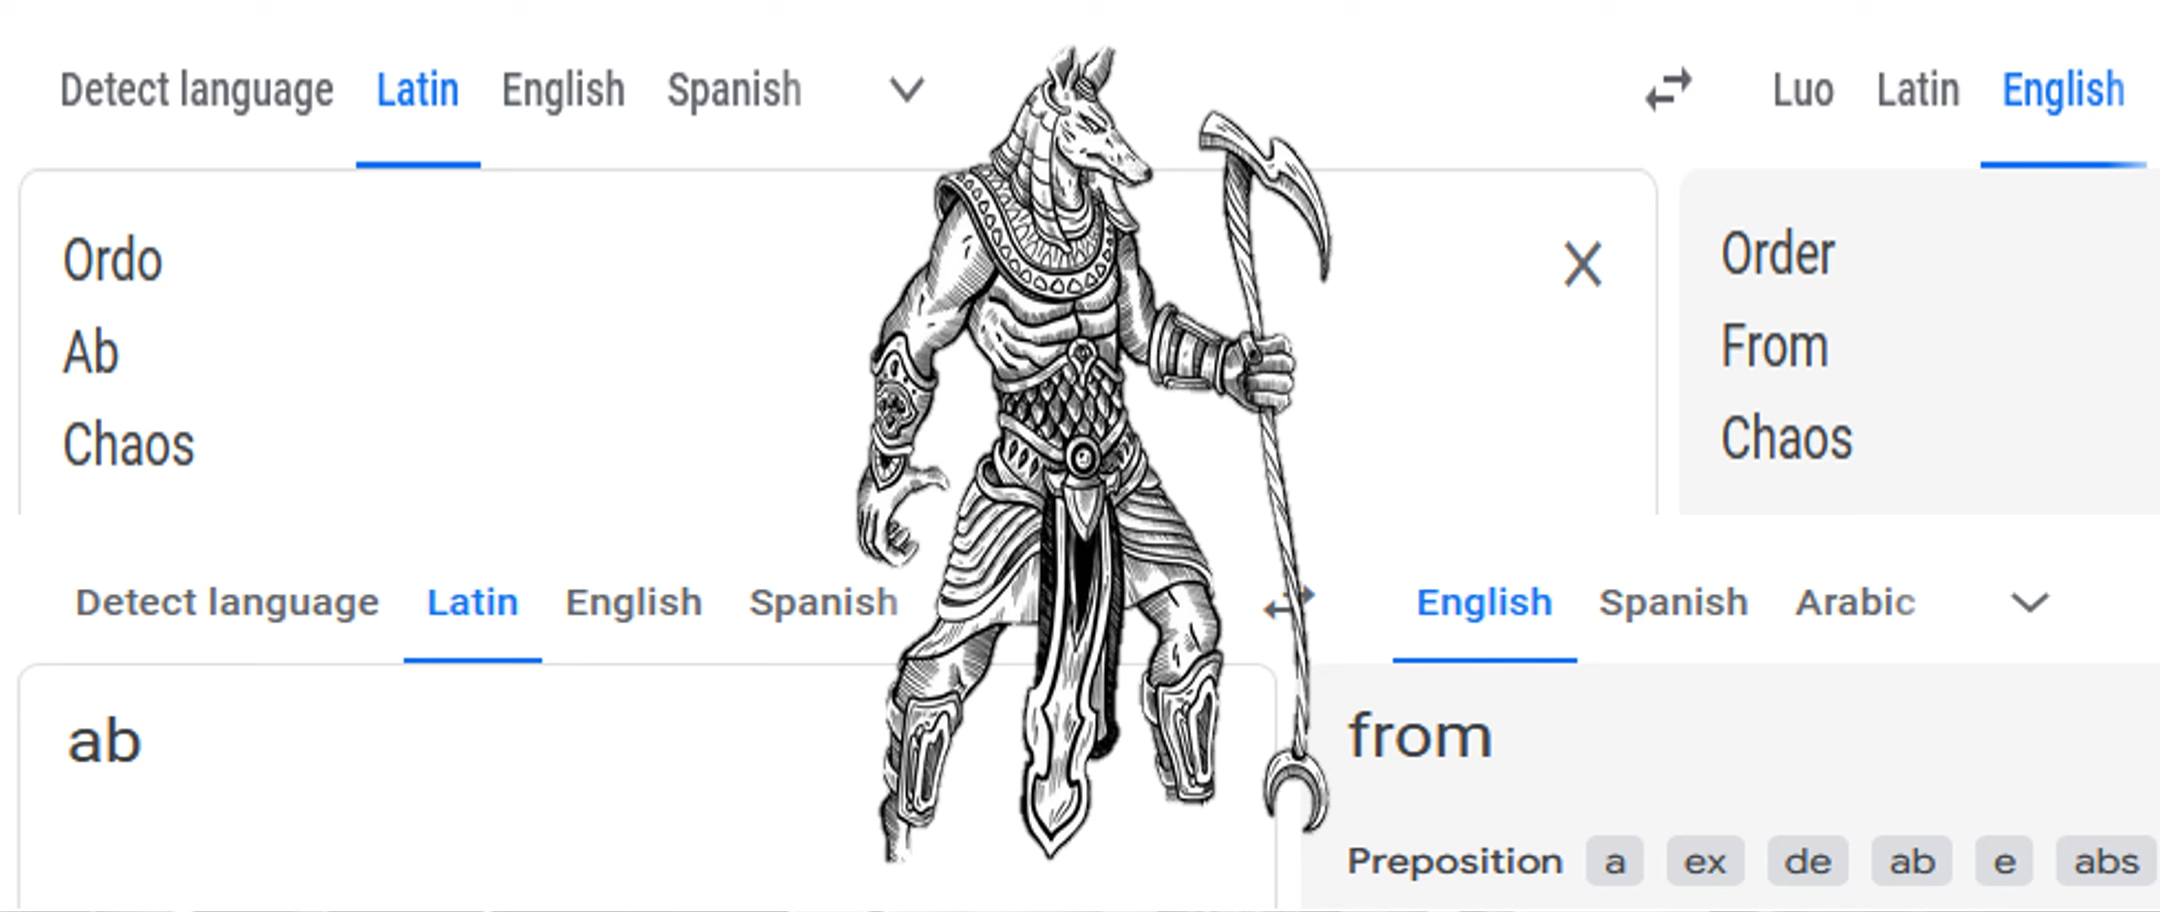 Detect language Latin English Spanish Luo Latin English
Ordo
Ab
Chaos
Order
From
Chaos
Detect language Latin English Spanish English Spanish Arabic
ab
from
Preposition a ex de ab e abs